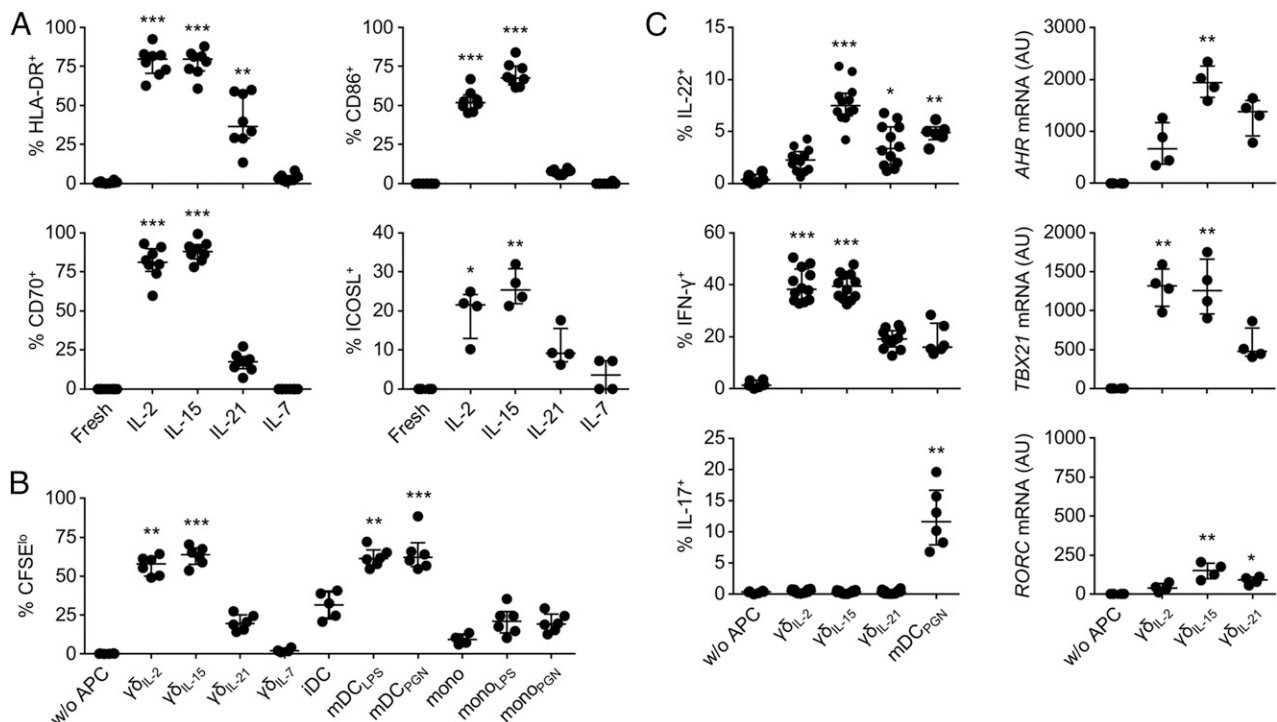 A
% HLA-DR⁺
100
75
50
25
0
***
***
**
% CD86⁺
100
75
50
25
0
***
***
% CD70⁺
100
75
50
25
0
***
***
Fresh
IL-2
IL-15
IL-21
IL-7
% ICOSL⁺
40
30
20
10
0
*
**
Fresh
IL-2
IL-15
IL-21
IL-7
B
% CFSEˡᵒ
100
75
50
25
0
**
***
**
***
w/o APC
γδIL-2
γδIL-15
γδIL-21
γδIL-7
iDC
mDCLPS
mDCPGN
mono
monoLPS
monoPGN
C
% IL-22⁺
15
10
5
0
***
*
**
AHR mRNA (AU)
3000
2000
1000
0
**
% IFN-γ⁺
60
40
20
0
***
***
TBX21 mRNA (AU)
2000
1500
1000
500
0
**
**
% IL-17⁺
25
20
15
10
5
0
**
w/o APC
γδIL-2
γδIL-15
γδIL-21
mDCPGN
RORC mRNA (AU)
1000
750
500
250
0
**
*
w/o APC
γδIL-2
γδIL-15
γδIL-21